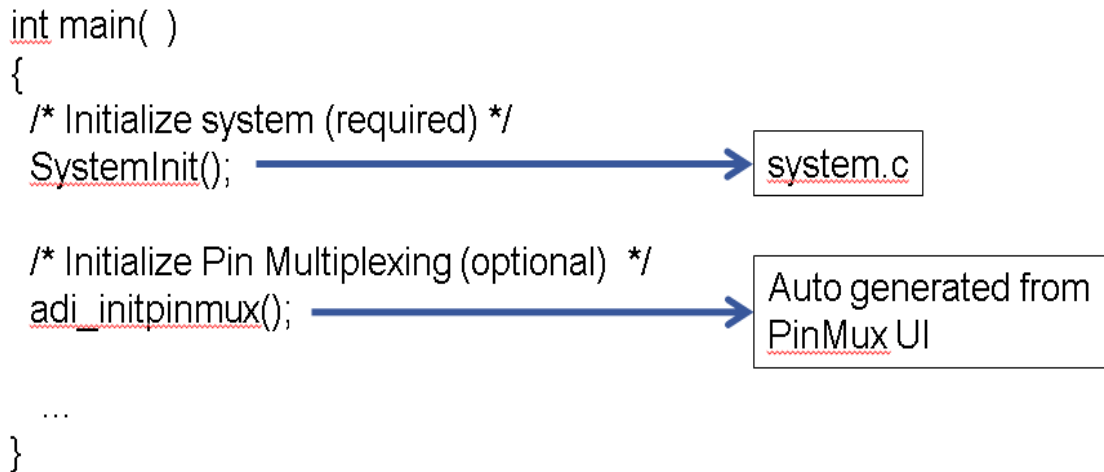 int main( )
{
/* Initialize system (required) */
SystemInit();
system.c
/* Initialize Pin Multiplexing (optional) */
adi_initpinmux();
Auto generated from
PinMux UI
...
}